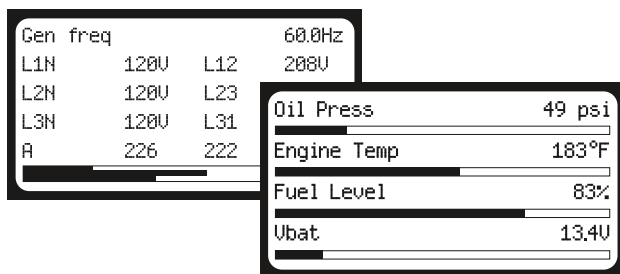 Gen freq 60.0Hz
L1N 120V L12 208V
L2N 120V L23
L3N 120V L31
A 226 222
Oil Press 49 psi
Engine Temp 183°F
Fuel Level 83%
Vbat 13.4V